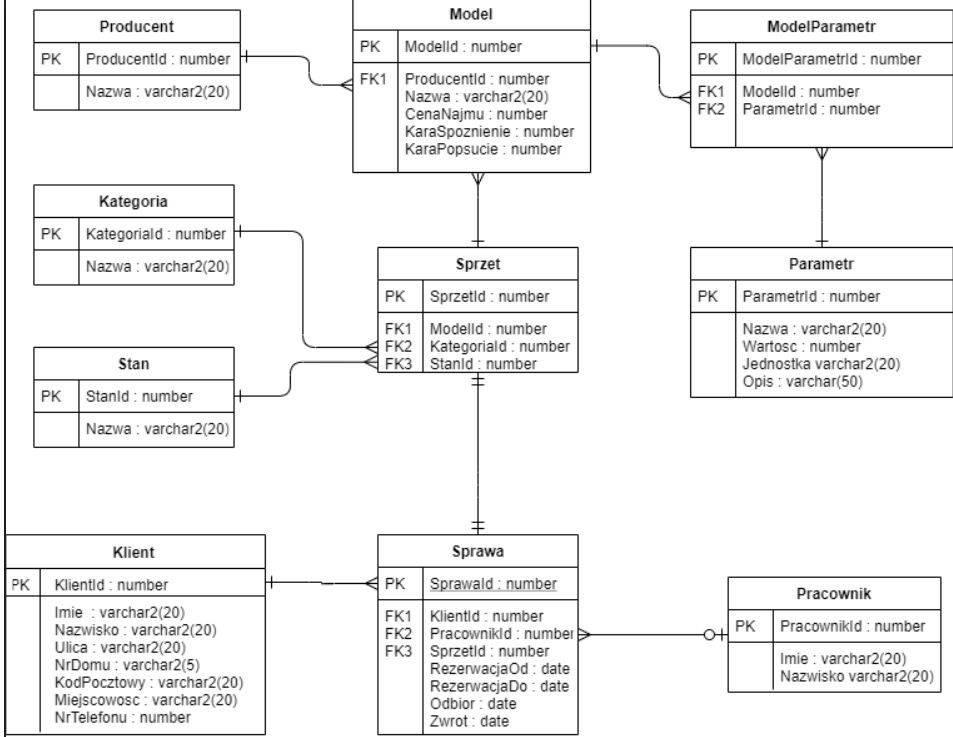 Producent
PK ProducentId : number
Nazwa : varchar2(20)
Model
PK ModelId : number
FK1 ProducentId : number
Nazwa : varchar2(20)
CenaNajmu : number
KaraSpoznienie : number
KaraPopsucie : number
ModelParametr
PK ModelParametrId : number
FK1 ModelId : number
FK2 ParametrId : number
Kategoria
PK KategoriaId : number
Nazwa : varchar2(20)
Sprzet
PK SprzetId : number
FK1 ModelId : number
FK2 KategoriaId : number
FK3 StanId : number
Parametr
PK ParametrId : number
Nazwa : varchar2(20)
Wartosc : number
Jednostka varchar2(20)
Opis : varchar(50)
Stan
PK StanId : number
Nazwa : varchar2(20)
Klient
PK KlientId : number
Imie : varchar2(20)
Nazwisko : varchar2(20)
Ulica : varchar2(20)
NrDomu : varchar2(5)
KodPocztowy : varchar2(20)
Miejscowosc : varchar2(20)
NrTelefonu : number
Sprawa
PK SprawaId : number
FK1 KlientId : number
FK2 PracownikId : number
FK3 SprzetId : number
RezerwacjaOd : date
RezerwacjaDo : date
Odbior : date
Zwrot : date
Pracownik
PK PracownikId : number
Imie : varchar2(20)
Nazwisko varchar2(20)